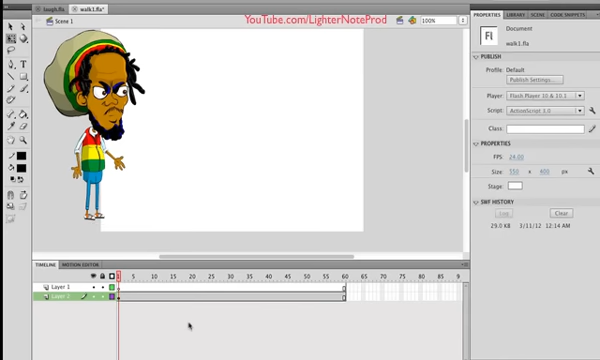 laugh.fla
walk1.fla*
YouTube.com/LighterNoteProd
Scene 1
100%
PROPERTIES
LIBRARY
SCENE
CODE SNIPPETS
Fl
Document
walk1.fla
PUBLISH
Profile: Default
Publish Settings...
Player: Flash Player 10 & 10.1
Script: ActionScript 3.0
Class:
PROPERTIES
FPS: 24.00
Size: 550 x 400 px
Stage:
SWF HISTORY
Log
Clear
29.0 KB 3/11/12 12:14 AM
TIMELINE
MOTION EDITOR
1 5 10 15 20 25 30 35 40 45 50 55 60 65 70 75 80 85 9
Layer 1
Layer 2